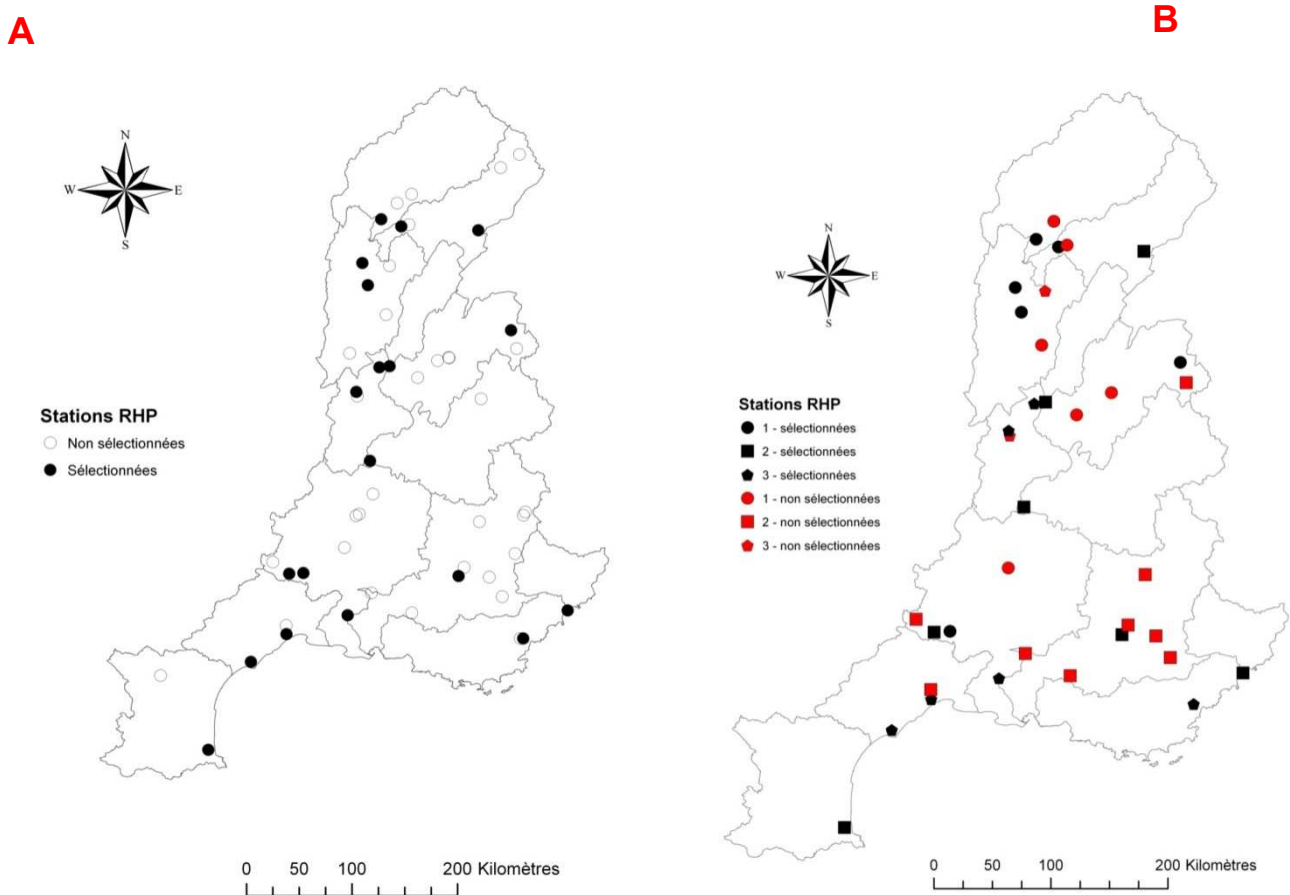 A
B
N
W
E
S
Stations RHP
Non sélectionnées
Sélectionnées
0 50 100 200 Kilomètres
N
W
E
S
Stations RHP
1 - sélectionnées
2 - sélectionnées
3 - sélectionnées
1 - non sélectionnées
2 - non sélectionnées
3 - non sélectionnées
0 50 100 200 Kilomètres